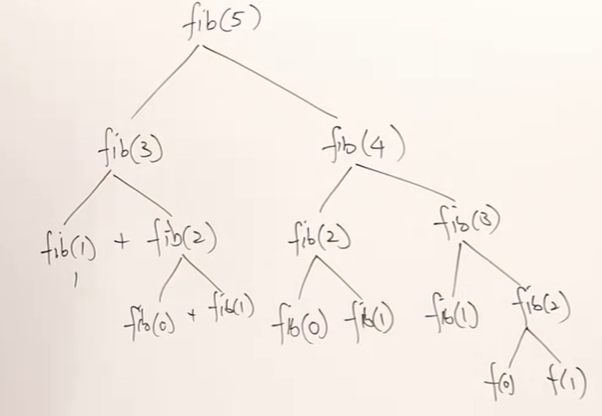 fib(5)
fib(3) fib(4)
fib(1) + fib(2) fib(2) fib(3)
1
fib(0) + fib(1) fib(0) fib(1) fib(1) fib(2)
f(0) f(1)